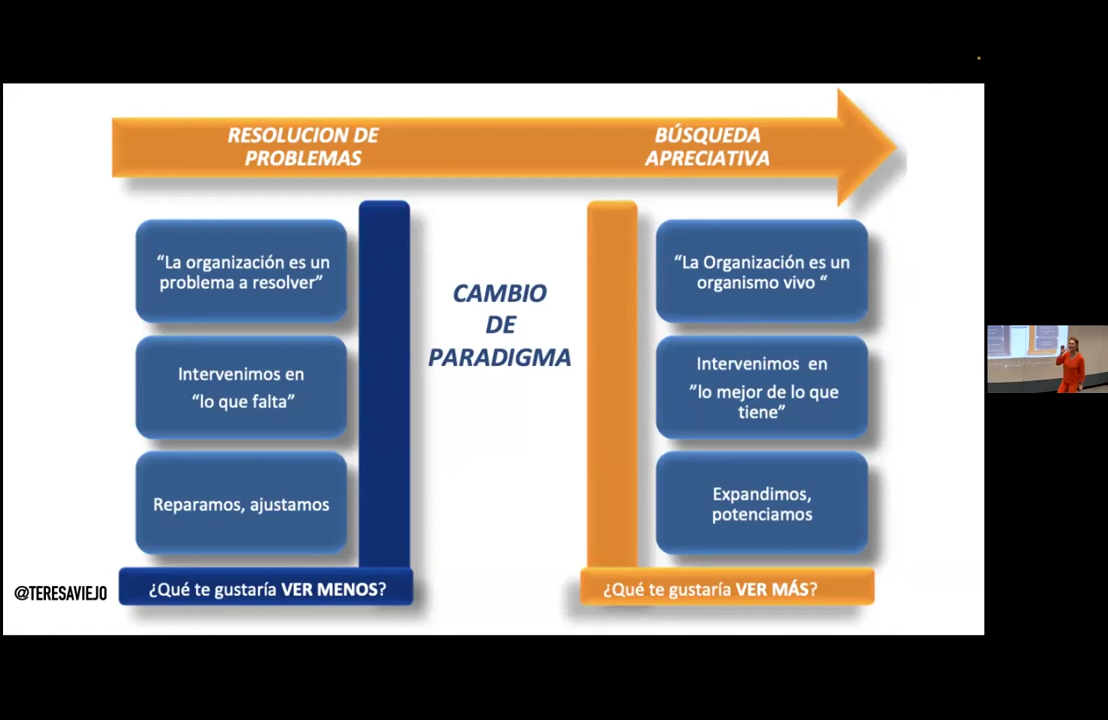 RESOLUCION DE
PROBLEMAS
BÚSQUEDA
APRECIATIVA
“La organización es un
problema a resolver”
Intervenimos en
“lo que falta”
Reparamos, ajustamos
¿Qué te gustaría VER MENOS?
CAMBIO
DE
PARADIGMA
“La Organización es un
organismo vivo “
Intervenimos en
”lo mejor de lo que
tiene”
Expandimos,
potenciamos
¿Qué te gustaría VER MÁS?
@TERESAVIEJO